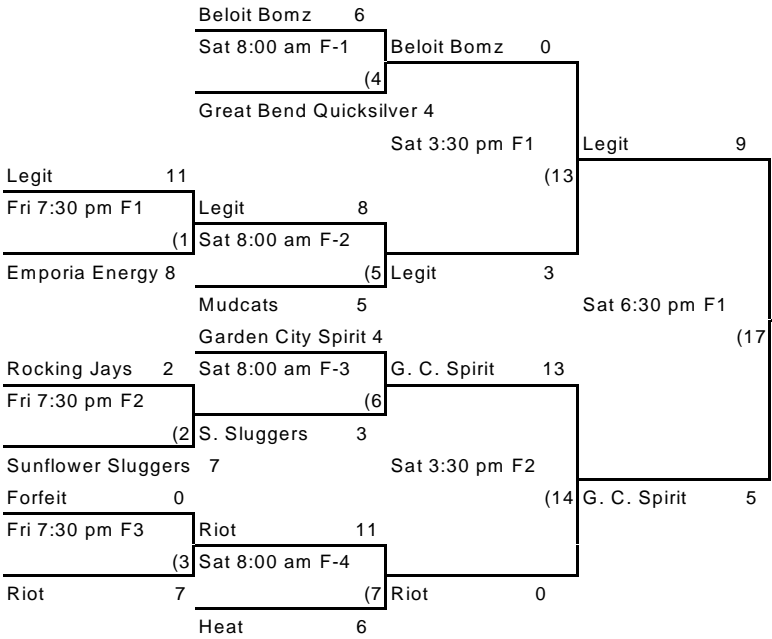 Beloit Bomz 6
Sat 8:00 am F-1 Beloit Bomz 0
(4
Great Bend Quicksilver 4
Sat 3:30 pm F1 Legit 9
Legit 11 (13
Fri 7:30 pm F1 Legit 8
(1 Sat 8:00 am F-2
Emporia Energy 8 (5 Legit 3
Mudcats 5 Sat 6:30 pm F1
Garden City Spirit 4 (17
Rocking Jays 2 Sat 8:00 am F-3 G. C. Spirit 13
Fri 7:30 pm F2 (6
(2 S. Sluggers 3
Sunflower Sluggers 7 Sat 3:30 pm F2
Forfeit 0 (14 G. C. Spirit 5
Fri 7:30 pm F3 Riot 11
(3 Sat 8:00 am F-4
Riot 7 (7 Riot 0
Heat 6